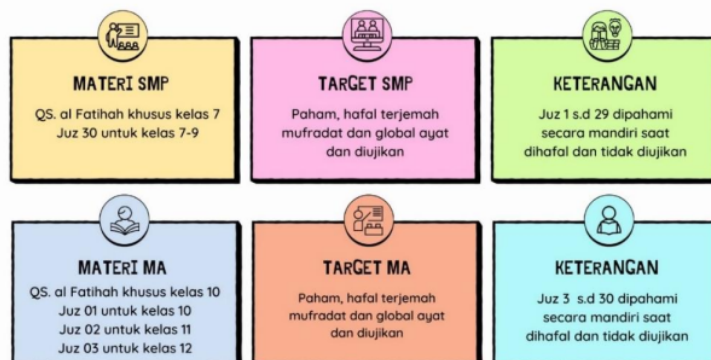 MATERI SMP
QS. al Fatihah khusus kelas 7
Juz 30 untuk kelas 7-9
TARGET SMP
Paham, hafal terjemah
mufradat dan global ayat
dan diujikan
KETERANGAN
Juz 1 s.d 29 dipahami
secara mandiri saat
dihafal dan tidak diujikan
MATERI MA
QS. al Fatihah khusus kelas 10
Juz 01 untuk kelas 10
Juz 02 untuk kelas 11
Juz 03 untuk kelas 12
TARGET MA
Paham, hafal terjemah
mufradat dan global ayat
dan diujikan
KETERANGAN
Juz 3 s.d 30 dipahami
secara mandiri saat
dihafal dan tidak diujikan